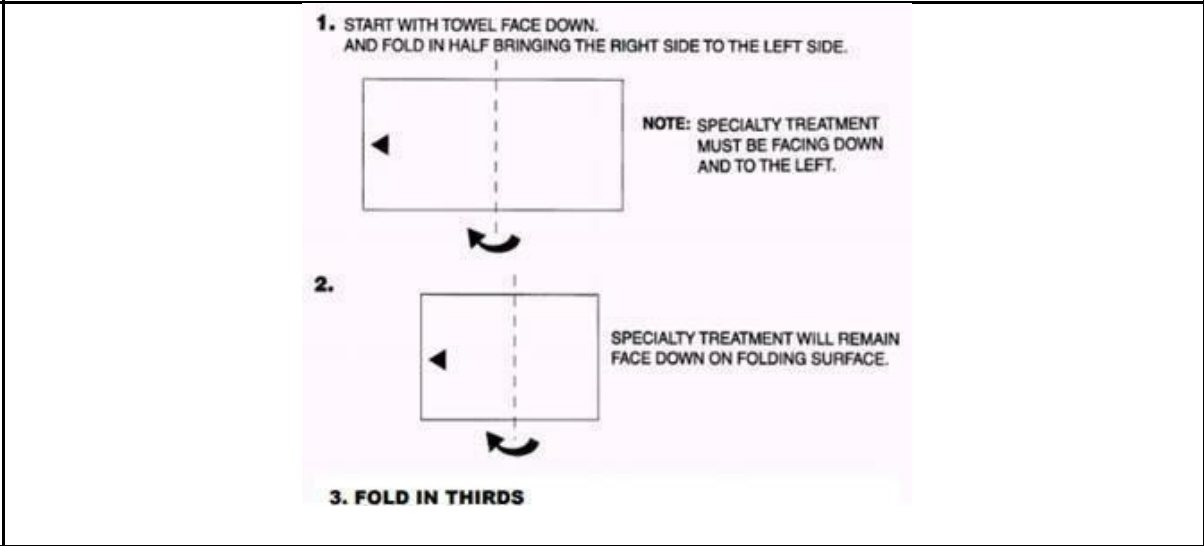 1. START WITH TOWEL FACE DOWN.
AND FOLD IN HALF BRINGING THE RIGHT SIDE TO THE LEFT SIDE.
NOTE: SPECIALTY TREATMENT
MUST BE FACING DOWN
AND TO THE LEFT.
2.
SPECIALTY TREATMENT WILL REMAIN
FACE DOWN ON FOLDING SURFACE.
3. FOLD IN THIRDS